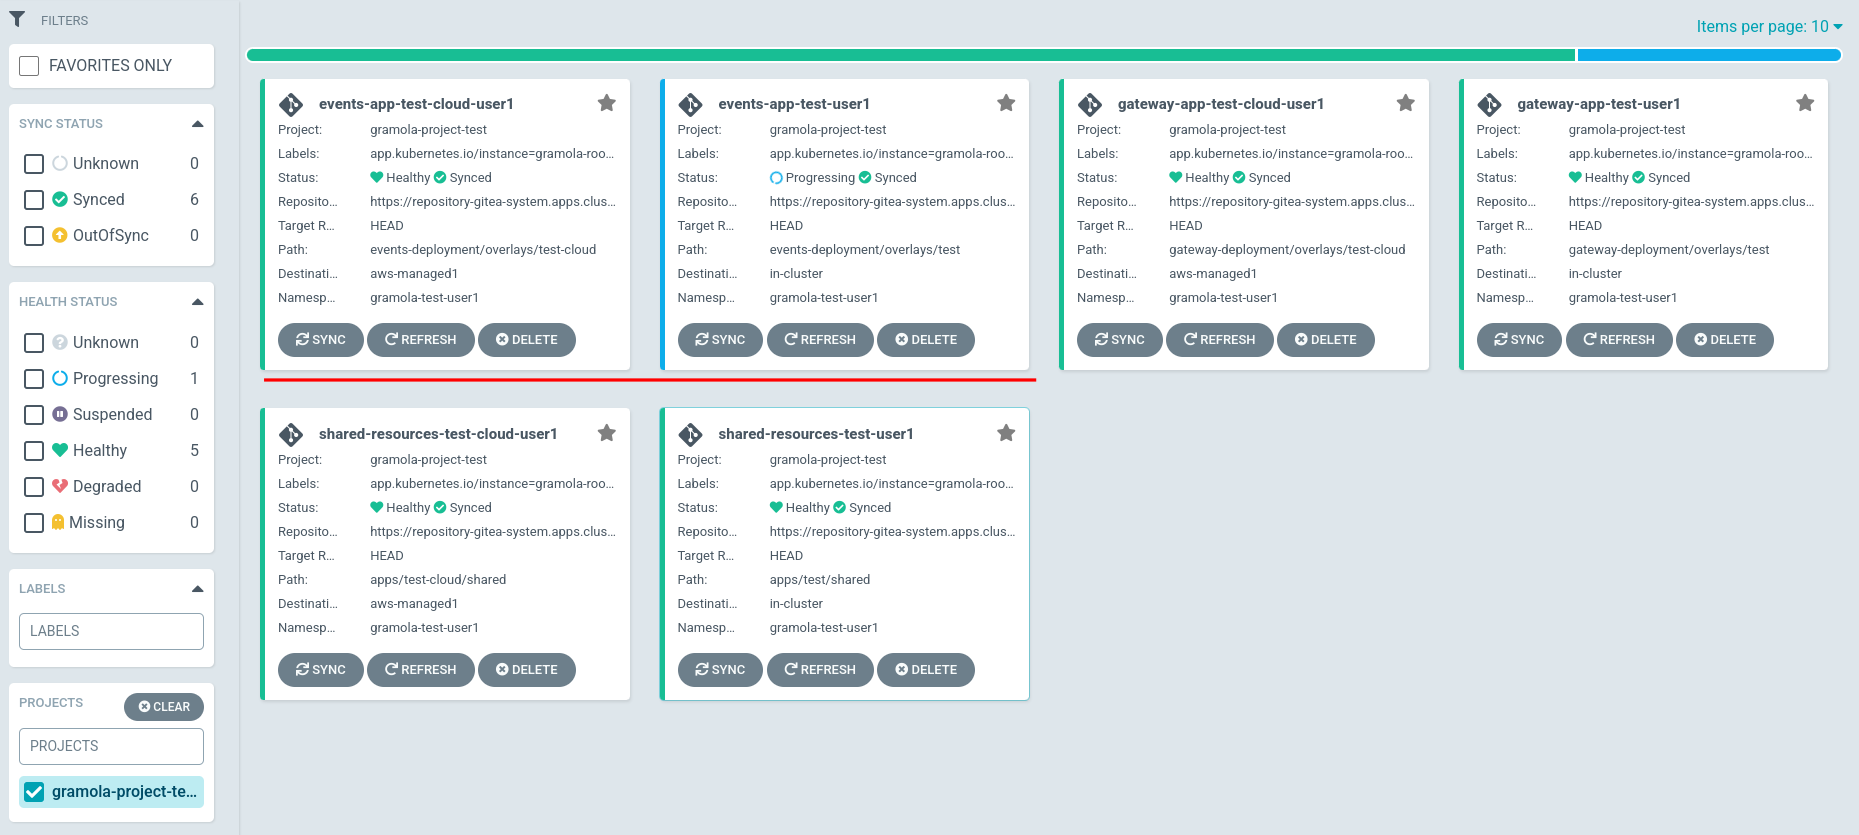 FILTERS
FAVORITES ONLY
SYNC STATUS
Unknown 0
Synced 6
OutOfSync 0
HEALTH STATUS
Unknown 0
Progressing 1
Suspended 0
Healthy 5
Degraded 0
Missing 0
LABELS
LABELS
PROJECTS CLEAR
PROJECTS
gramola-project-te...
Items per page: 10
events-app-test-cloud-user1
Project: gramola-project-test
Labels: app.kubernetes.io/instance=gramola-roo...
Status: Healthy Synced
Reposito... https://repository-gitea-system.apps.clus...
Target R... HEAD
Path: events-deployment/overlays/test-cloud
Destinati... aws-managed1
Namesp... gramola-test-user1
SYNC REFRESH DELETE
events-app-test-user1
Project: gramola-project-test
Labels: app.kubernetes.io/instance=gramola-roo...
Status: Progressing Synced
Reposito... https://repository-gitea-system.apps.clus...
Target R... HEAD
Path: events-deployment/overlays/test
Destinati... in-cluster
Namesp... gramola-test-user1
SYNC REFRESH DELETE
gateway-app-test-cloud-user1
Project: gramola-project-test
Labels: app.kubernetes.io/instance=gramola-roo...
Status: Healthy Synced
Reposito... https://repository-gitea-system.apps.clus...
Target R... HEAD
Path: gateway-deployment/overlays/test-cloud
Destinati... aws-managed1
Namesp... gramola-test-user1
SYNC REFRESH DELETE
gateway-app-test-user1
Project: gramola-project-test
Labels: app.kubernetes.io/instance=gramola-roo...
Status: Healthy Synced
Reposito... https://repository-gitea-system.apps.clus...
Target R... HEAD
Path: gateway-deployment/overlays/test
Destinati... in-cluster
Namesp... gramola-test-user1
SYNC REFRESH DELETE
shared-resources-test-cloud-user1
Project: gramola-project-test
Labels: app.kubernetes.io/instance=gramola-roo...
Status: Healthy Synced
Reposito... https://repository-gitea-system.apps.clus...
Target R... HEAD
Path: apps/test-cloud/shared
Destinati... aws-managed1
Namesp... gramola-test-user1
SYNC REFRESH DELETE
shared-resources-test-user1
Project: gramola-project-test
Labels: app.kubernetes.io/instance=gramola-roo...
Status: Healthy Synced
Reposito... https://repository-gitea-system.apps.clus...
Target R... HEAD
Path: apps/test/shared
Destinati... in-cluster
Namesp... gramola-test-user1
SYNC REFRESH DELETE